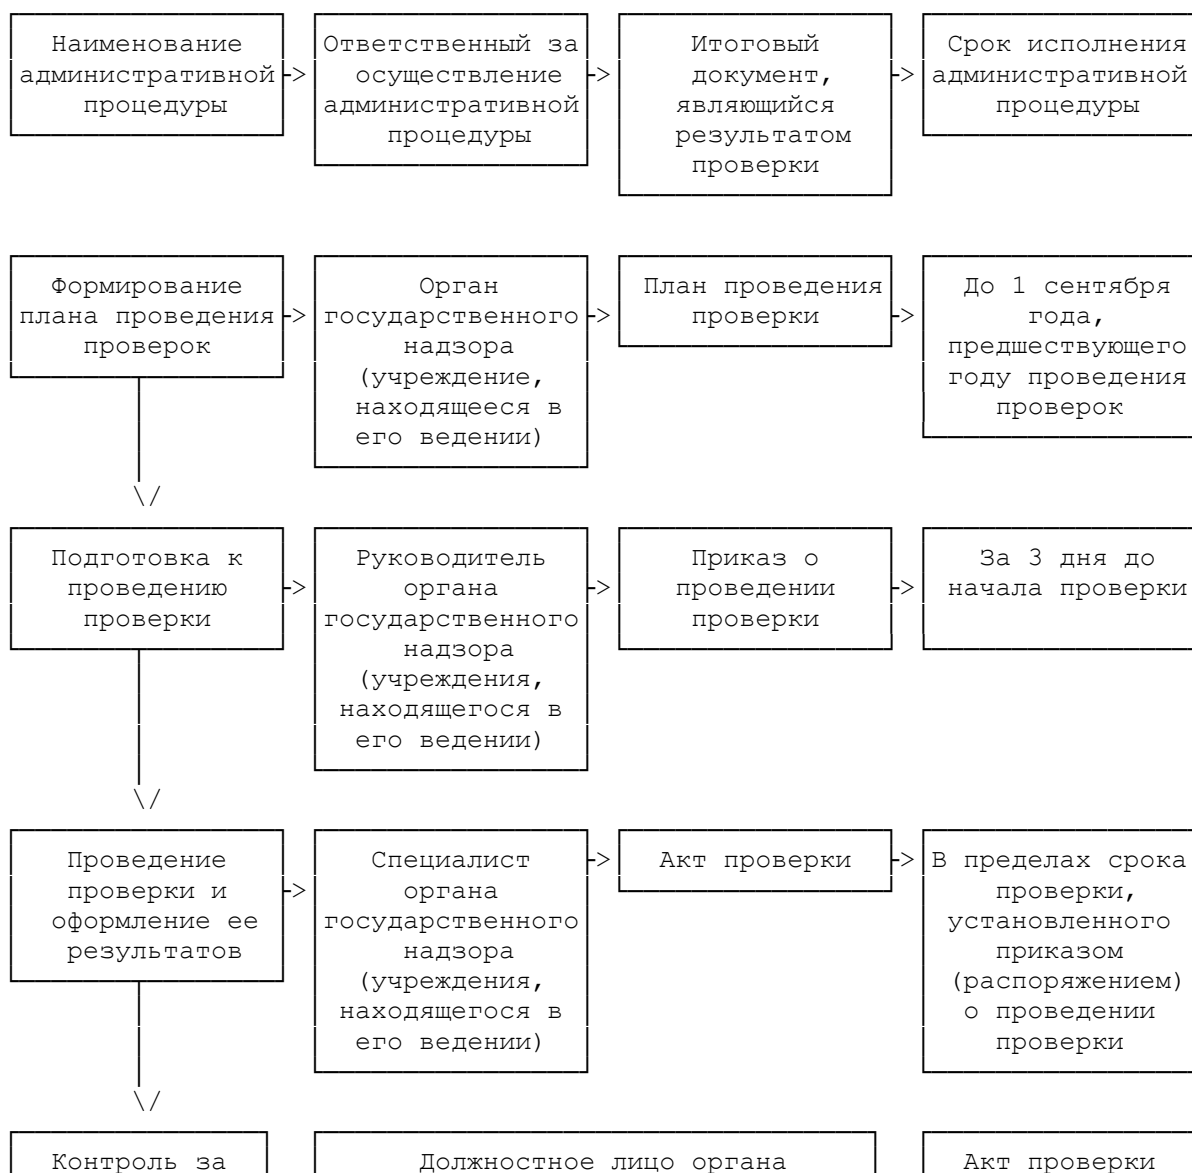 Наименование
административной
процедуры
Ответственный за
осуществление
административной
процедуры
Итоговый
документ,
являющийся
результатом
проверки
Срок исполнения
административной
процедуры
Формирование
плана проведения
проверок
Орган
государственного
надзора
(учреждение,
находящееся в
его ведении)
План проведения
проверки
До 1 сентября
года,
предшествующего
году проведения
проверок
Подготовка к
проведению
проверки
Руководитель
органа
государственного
надзора
(учреждения,
находящегося в
его ведении)
Приказ о
проведении
проверки
За 3 дня до
начала проверки
Проведение
проверки и
оформление ее
результатов
Специалист
органа
государственного
надзора
(учреждения,
находящегося в
его ведении)
Акт проверки
В пределах срока
проверки,
установленного
приказом
(распоряжением)
о проведении
проверки
Контроль за
Должностное лицо органа
Акт проверки